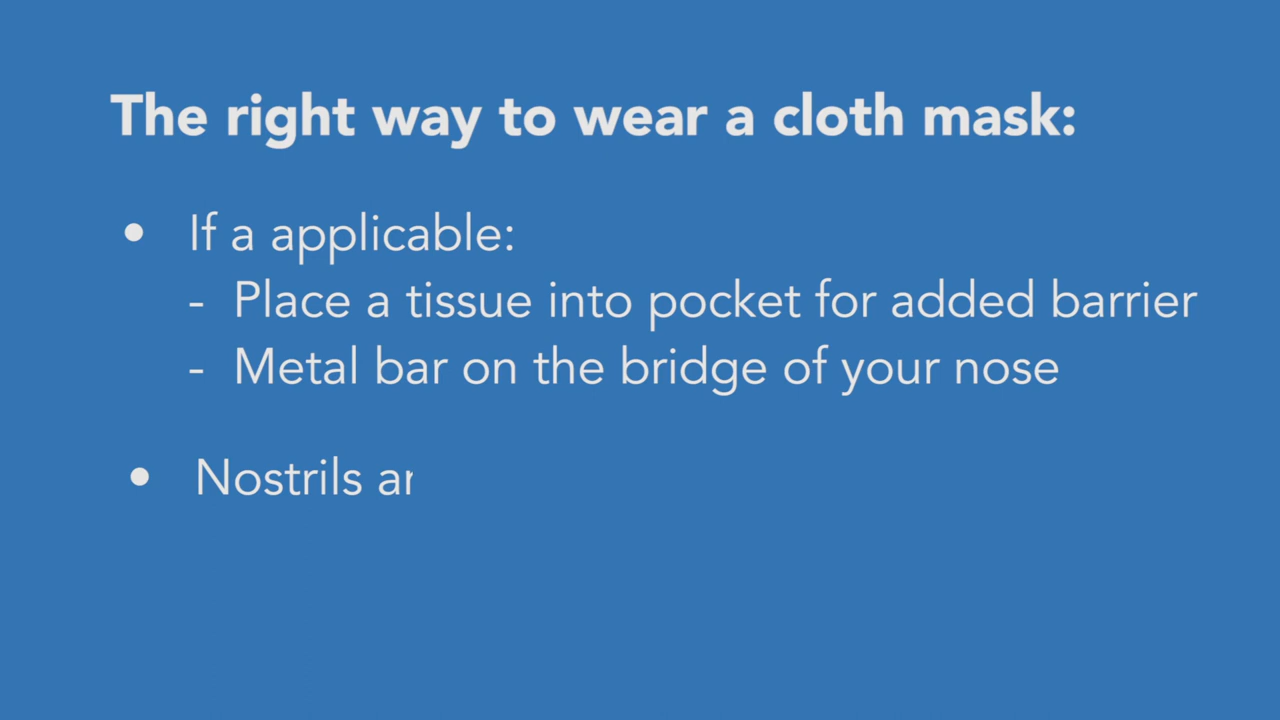 The right way to wear a cloth mask:
• If a applicable:
- Place a tissue into pocket for added barrier
- Metal bar on the bridge of your nose
• Nostrils